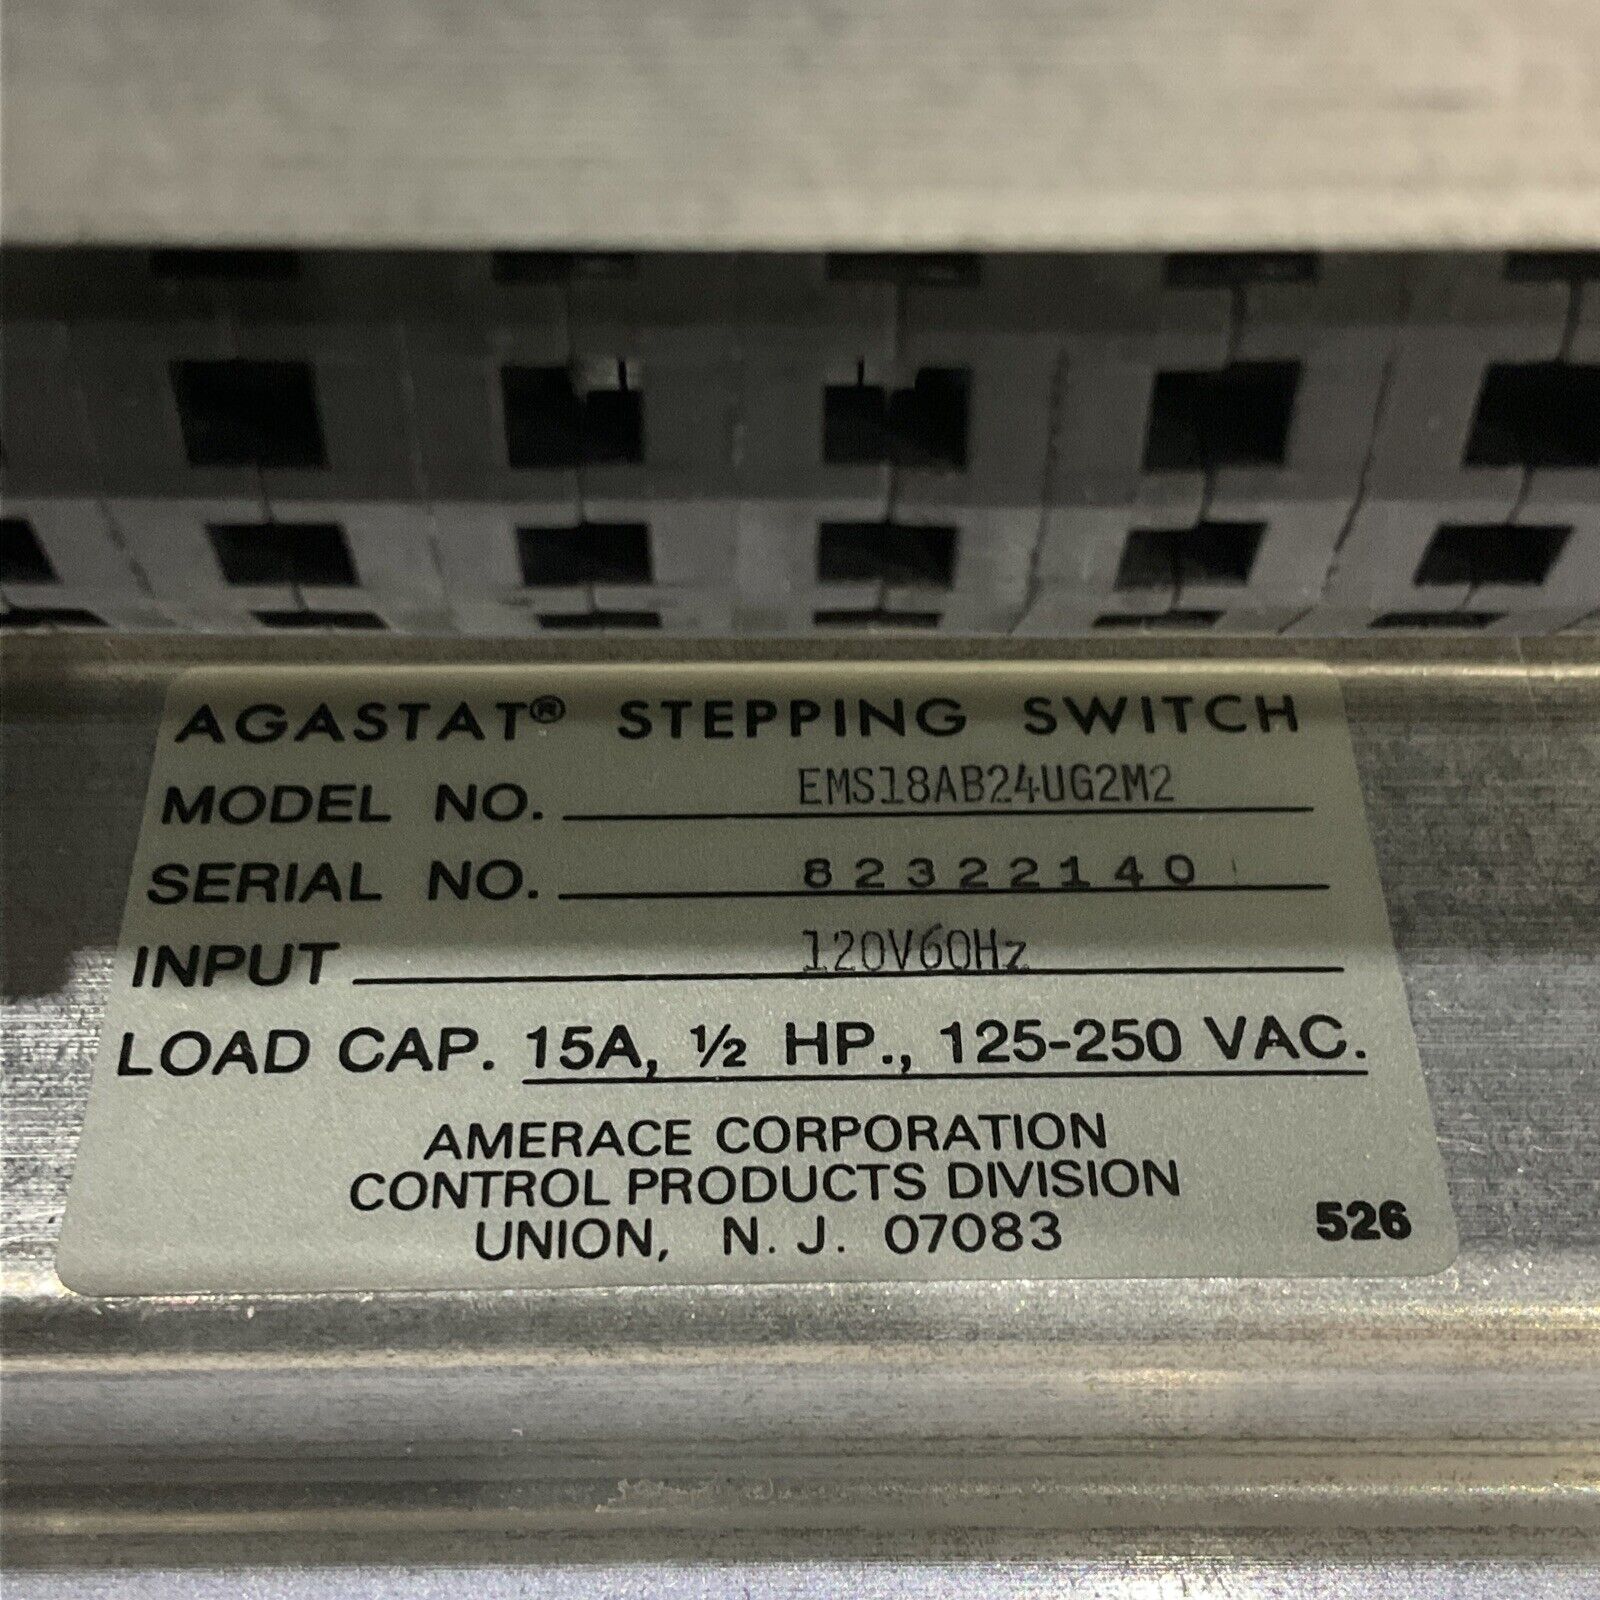 AGASTAT® STEPPING SWITCH
MODEL NO. EMS18AB24UG2M2
SERIAL NO. 82322140
INPUT 120V60Hz
LOAD CAP. 15A, ½ HP., 125-250 VAC.
AMERACE CORPORATION
CONTROL PRODUCTS DIVISION
UNION, N. J. 07083
526